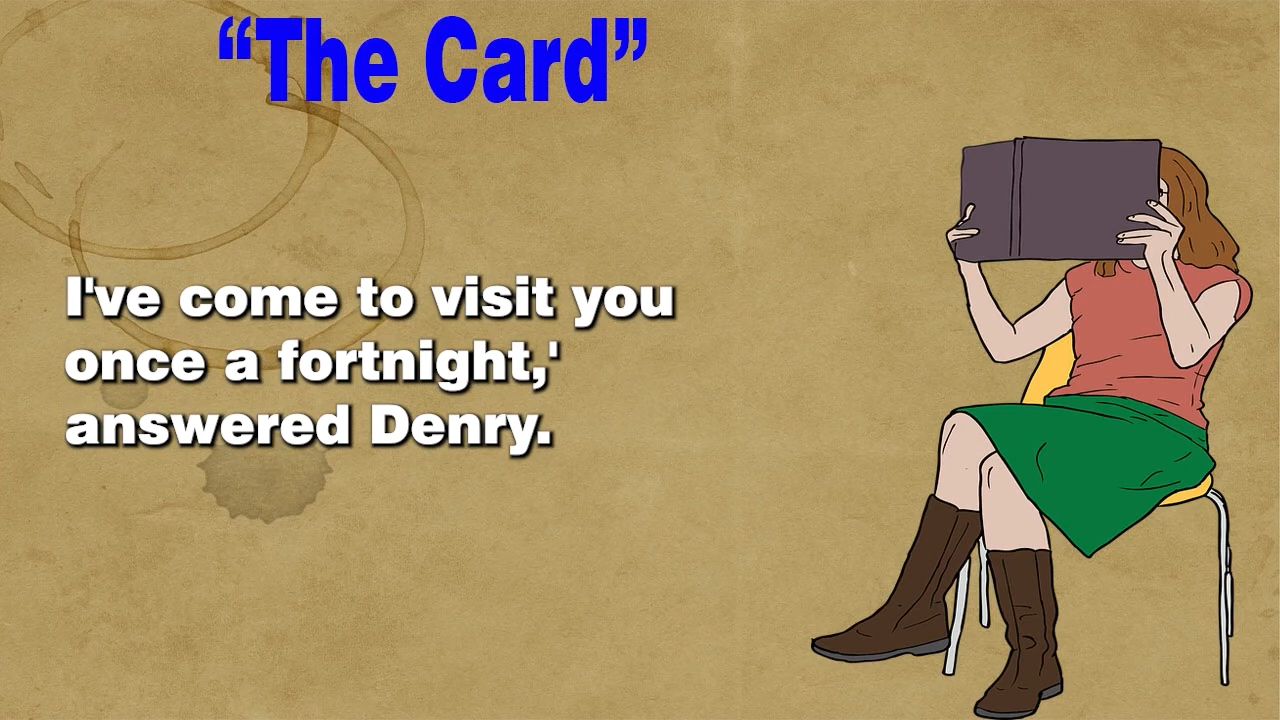 “The Card”
I've come to visit you
once a fortnight,'
answered Denry.